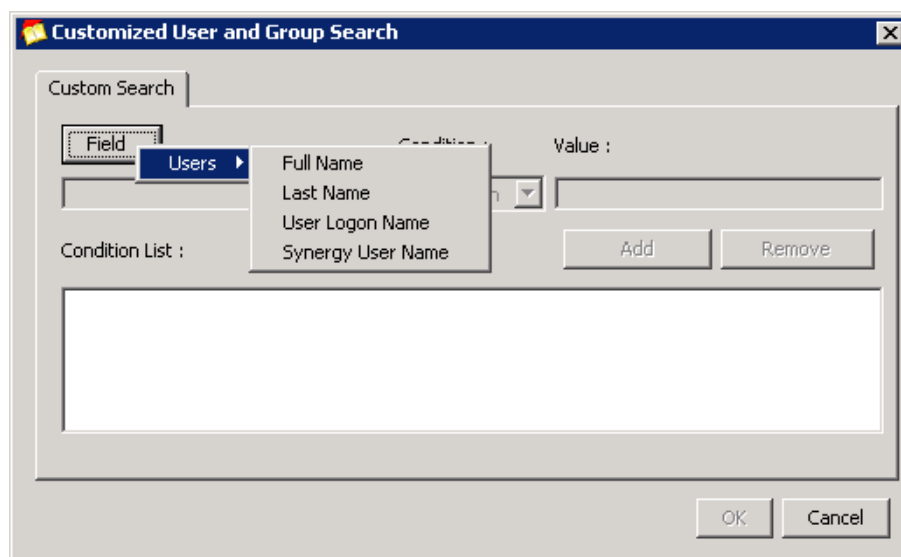 Customized User and Group Search
Custom Search
Field
Value :
Users
Full Name
Last Name
User Logon Name
Synergy User Name
Condition List :
Add
Remove
OK
Cancel